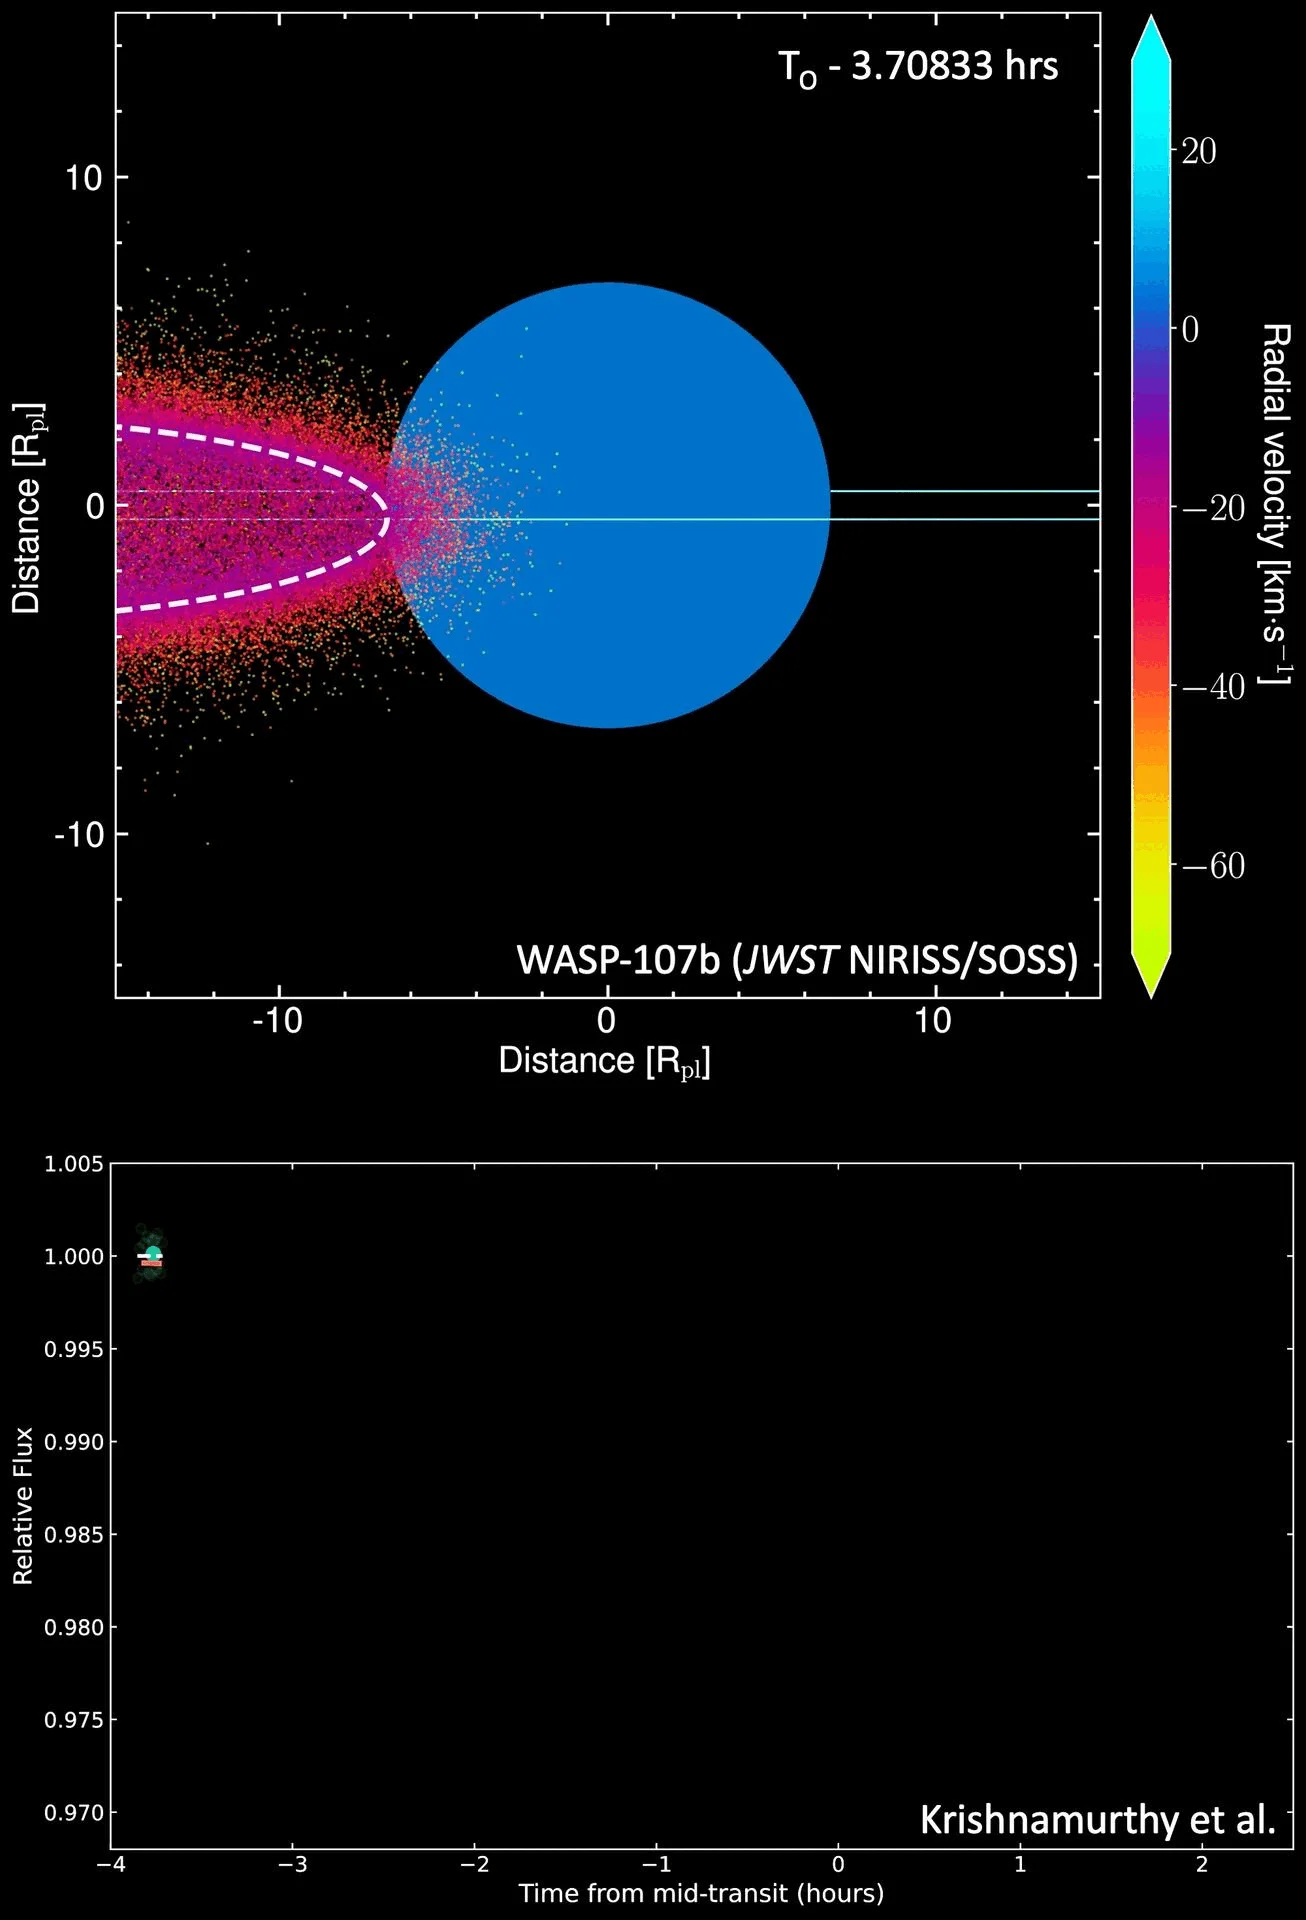 T₀ - 3.70833 hrs
20
10
0
Distance [Rpl]
0
Radial velocity [km·s⁻¹]
−20
−40
-10
−60
WASP-107b (JWST NIRISS/SOSS)
-10 0 10
Distance [Rpl]
1.005
1.000
0.995
0.990
Relative Flux
0.985
0.980
0.975
0.970
Krishnamurthy et al.
−4 −3 −2 −1 0 1 2
Time from mid-transit (hours)